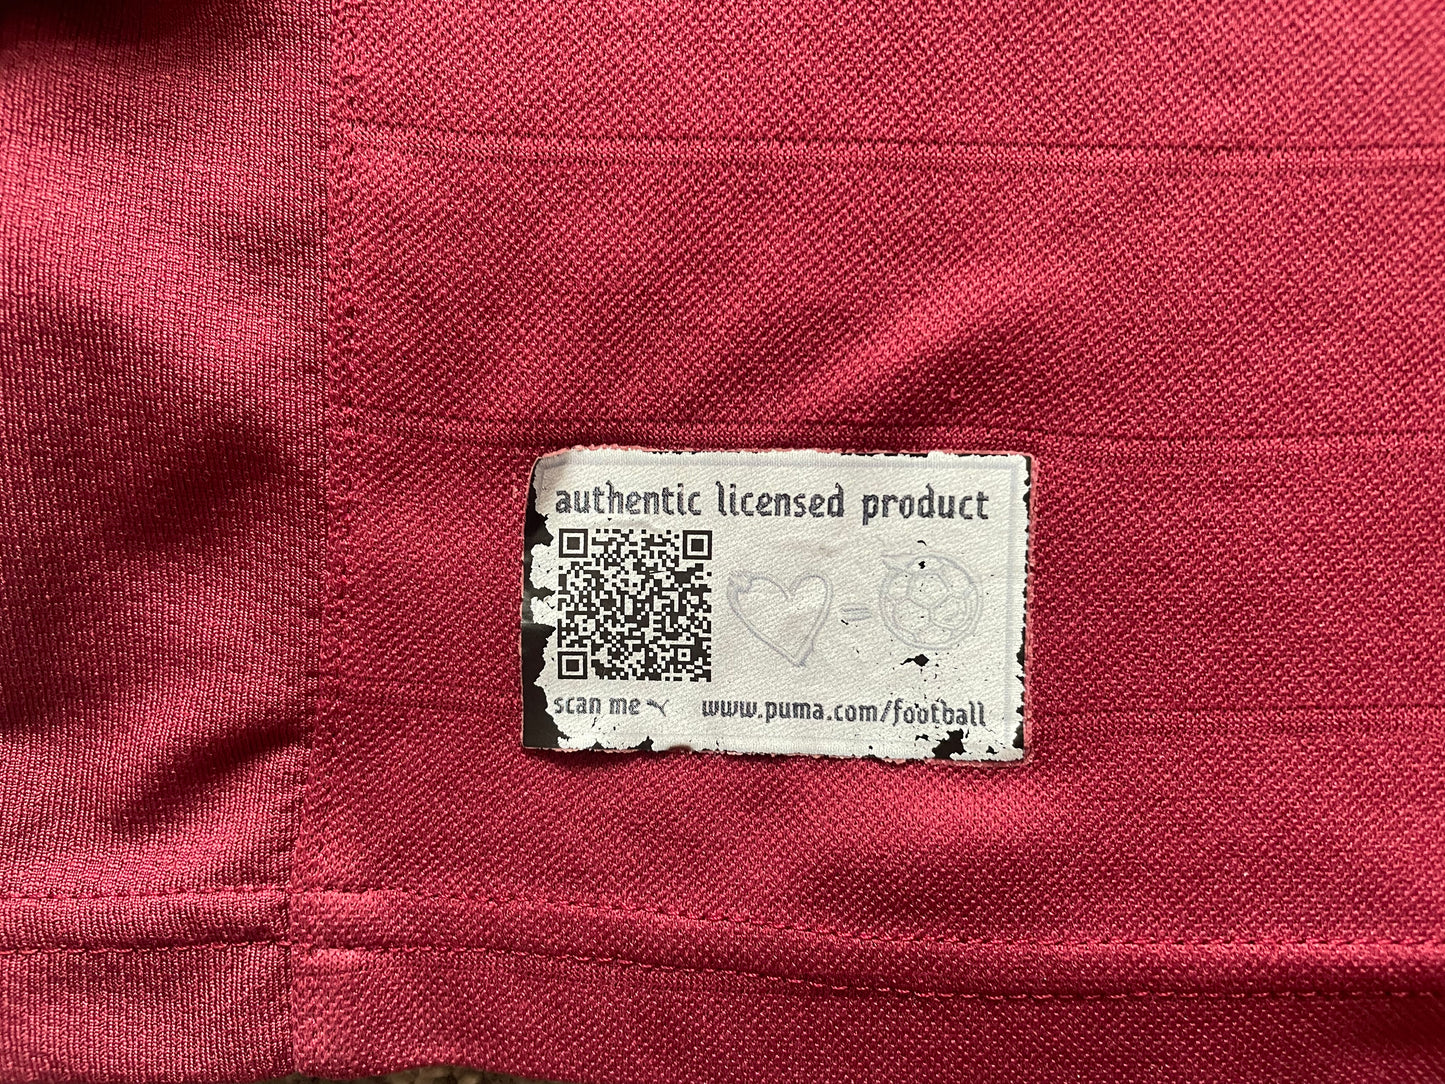 authentic licensed product
=
scan me
www.puma.com/football